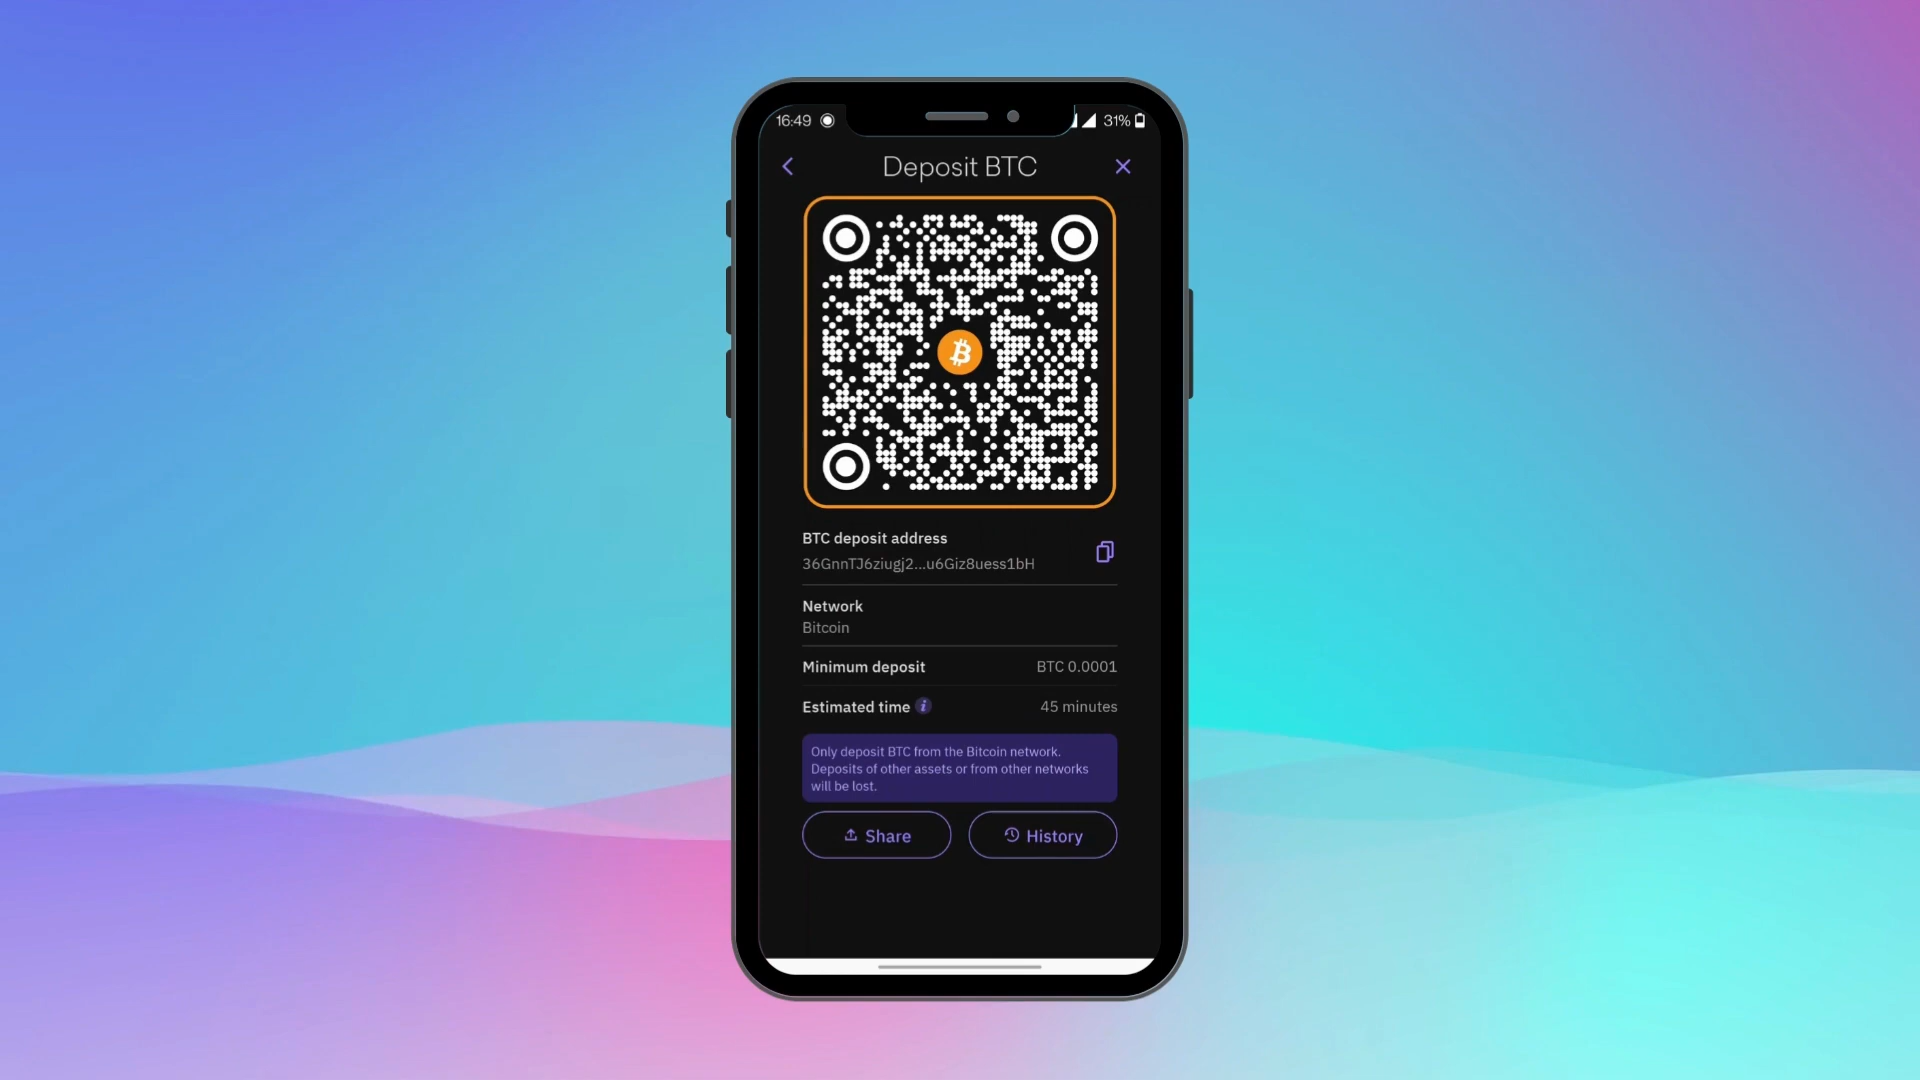 16:49
31%
Deposit BTC
BTC deposit address
36GnnTJ6ziugj2...u6Giz8uess1bH
Network
Bitcoin
Minimum deposit BTC 0.0001
Estimated time 45 minutes
Only deposit BTC from the Bitcoin network.
Deposits of other assets or from other networks
will be lost.
Share
History